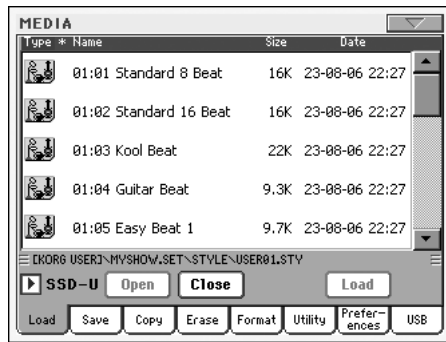 MEDIA
Type * Name Size Date
01:01 Standard 8 Beat 16K 23-08-06 22:27
01:02 Standard 16 Beat 16K 23-08-06 22:27
01:03 Kool Beat 22K 23-08-06 22:27
01:04 Guitar Beat 9.3K 23-08-06 22:27
01:05 Easy Beat 1 9.7K 23-08-06 22:27
[KORG USER]\MYSHOW.SET\STYLE\USER01.STY
SSD-U Open Close Load
Load Save Copy Erase Format Utility Prefer-ences USB